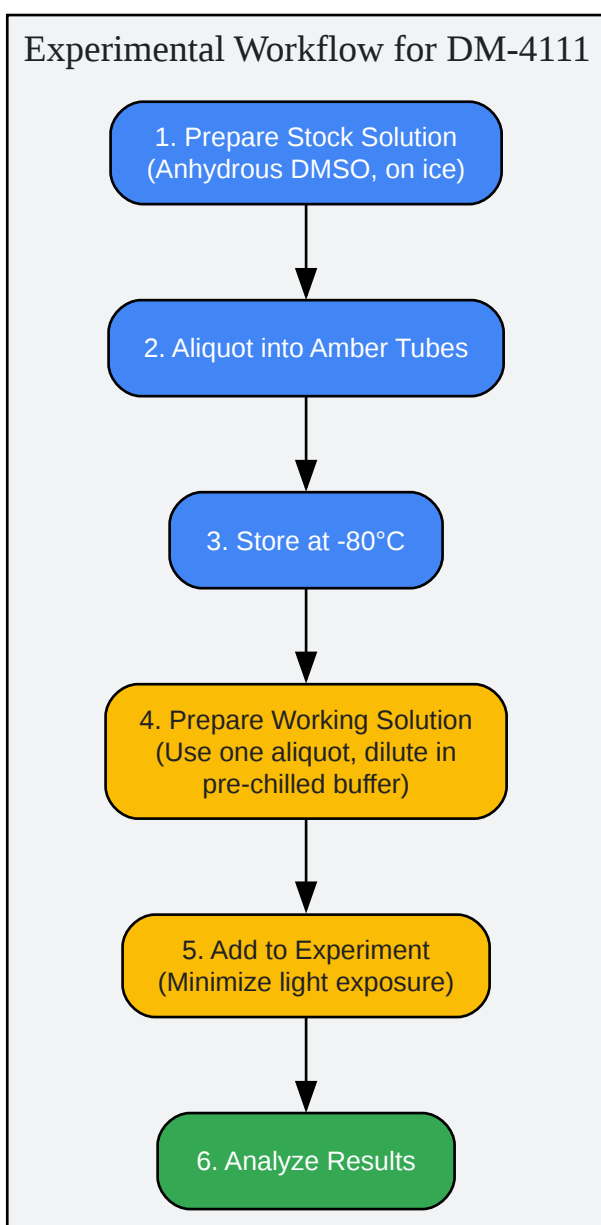 Experimental Workflow for DM-4111
1. Prepare Stock Solution
(Anhydrous DMSO, on ice)
2. Aliquot into Amber Tubes
3. Store at -80°C
4. Prepare Working Solution
(Use one aliquot, dilute in
pre-chilled buffer)
5. Add to Experiment
(Minimize light exposure)
6. Analyze Results